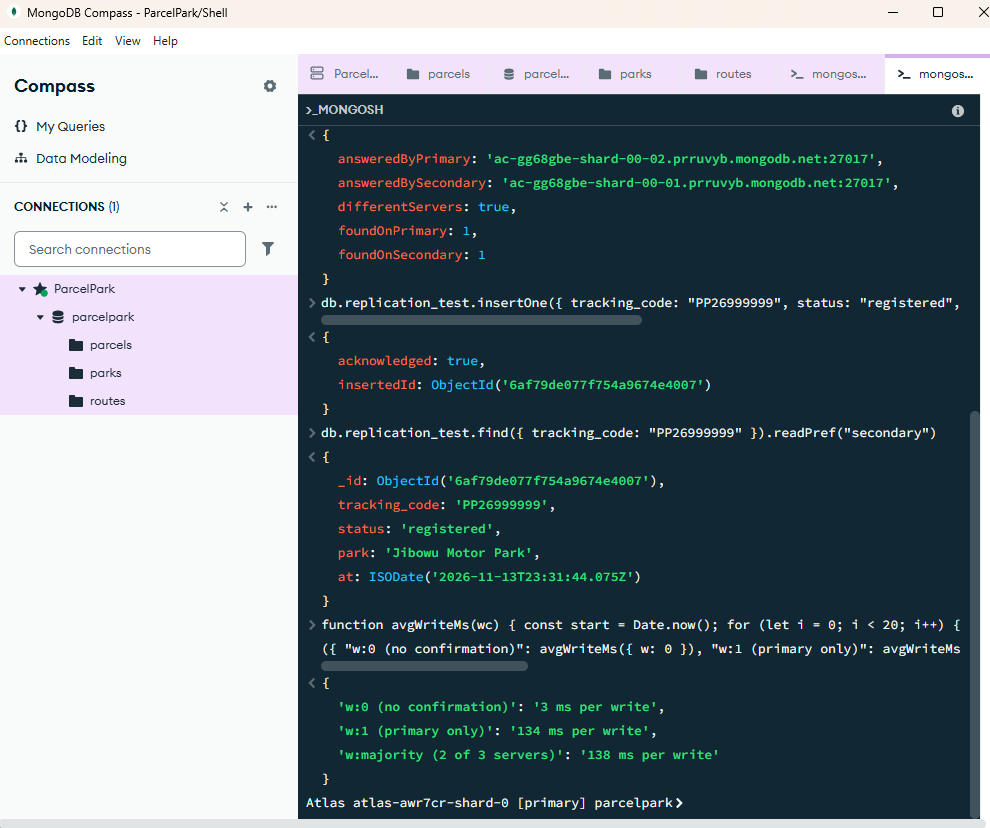 MongoDB Compass - ParcelPark/Shell
Connections Edit View Help
Compass
My Queries
Data Modeling
CONNECTIONS (1)
Search connections
ParcelPark
parcelpark
parcels
parks
routes
Parcel... parcels parcel... parks routes >_ mongos... >_ mongos...
>_MONGOSH
< {
answeredByPrimary: 'ac-gg68gbe-shard-00-02.prruvyb.mongodb.net:27017',
answeredBySecondary: 'ac-gg68gbe-shard-00-01.prruvyb.mongodb.net:27017',
differentServers: true,
foundOnPrimary: 1,
foundOnSecondary: 1
}
> db.replication_test.insertOne({ tracking_code: "PP26999999", status: "registered",
< {
acknowledged: true,
insertedId: ObjectId('6af79de077f754a9674e4007')
}
> db.replication_test.find({ tracking_code: "PP26999999" }).readPref("secondary")
< {
_id: ObjectId('6af79de077f754a9674e4007'),
tracking_code: 'PP26999999',
status: 'registered',
park: 'Jibowu Motor Park',
at: ISODate('2026-11-13T23:31:44.075Z')
}
> function avgWriteMs(wc) { const start = Date.now(); for (let i = 0; i < 20; i++) {
({ "w:0 (no confirmation)": avgWriteMs({ w: 0 }), "w:1 (primary only)": avgWriteMs
< {
'w:0 (no confirmation)': '3 ms per write',
'w:1 (primary only)': '134 ms per write',
'w:majority (2 of 3 servers)': '138 ms per write'
}
Atlas atlas-awr7cr-shard-0 [primary] parcelpark>